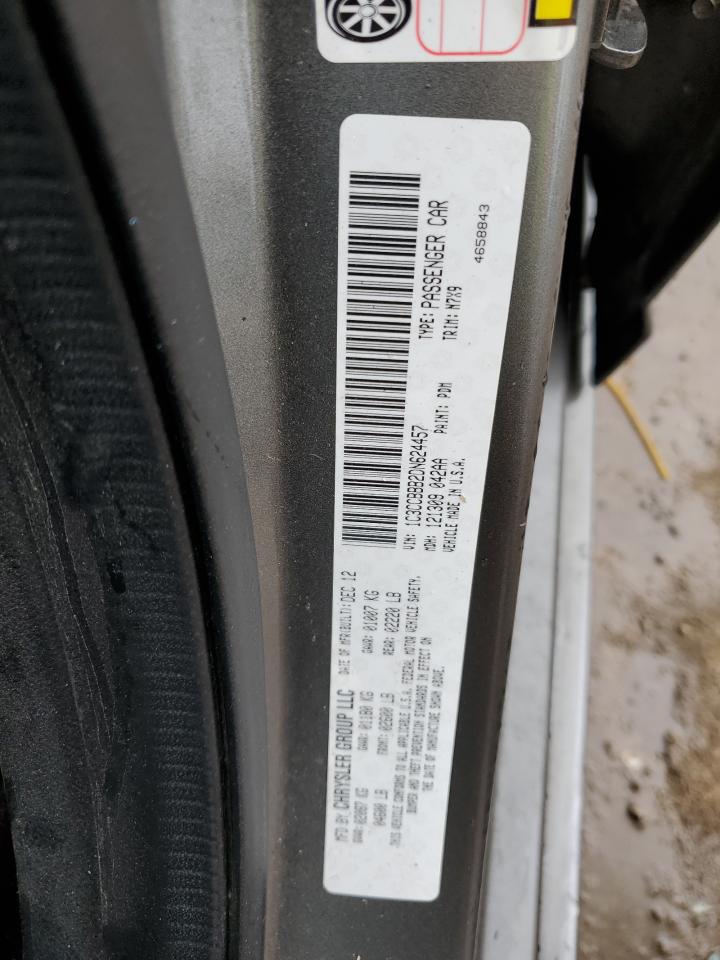 MFD BY CHRYSLER GROUP LLC DATE OF MFR(BUILT): DEC 12
GVWR: 02087 KG GAWR: 01180 KG GAWR: 01007 KG
04600 LB FRONT: 02600 LB REAR: 02220 LB
THIS VEHICLE CONFORMS TO ALL APPLICABLE U.S.A. FEDERAL MOTOR VEHICLE SAFETY,
BUMPER AND THEFT PREVENTION STANDARDS IN EFFECT ON
THE DATE OF MANUFACTURE SHOWN ABOVE.
VIN: 1C3CCBBB2DN624457 TYPE: PASSENGER CAR
MDH: 121309 042AA PAINT: PDM TRIM: M7X9
VEHICLE MADE IN U.S.A.
4658843